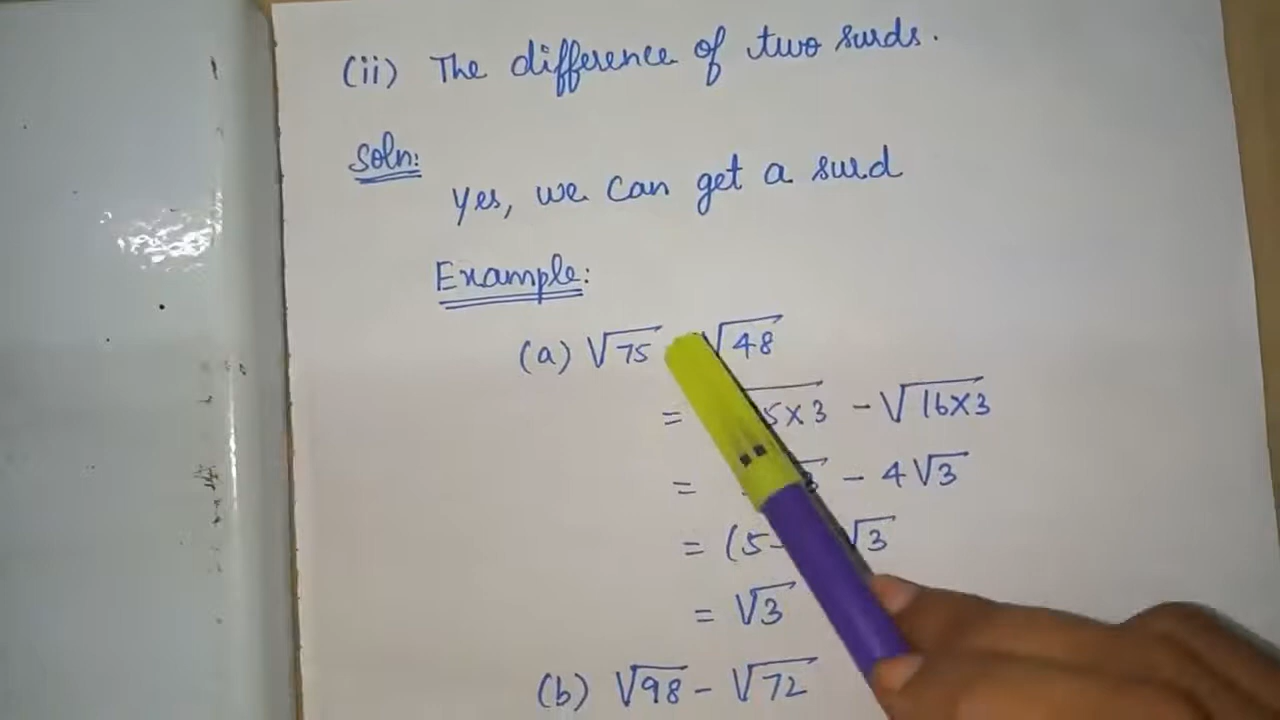 (ii) The difference of two surds.
Soln:
Yes, we can get a surd
Example:
(a) √75 √48
= 5×3 - √16×3
= - 4√3
= (5- √3
= √3
(b) √98 - √72